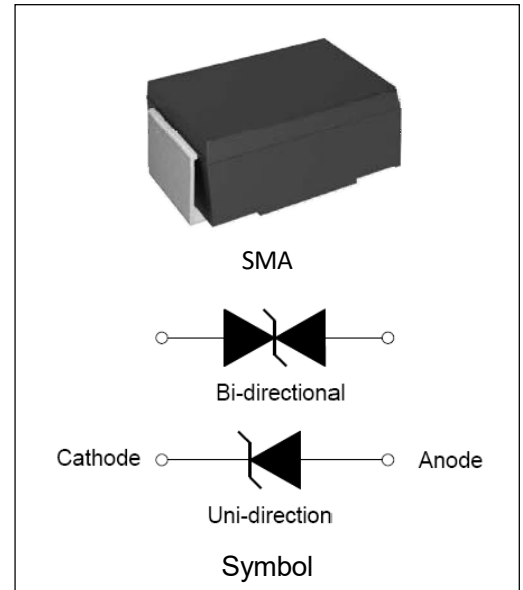 SMA
Bi-directional
Cathode Anode
Uni-direction
Symbol